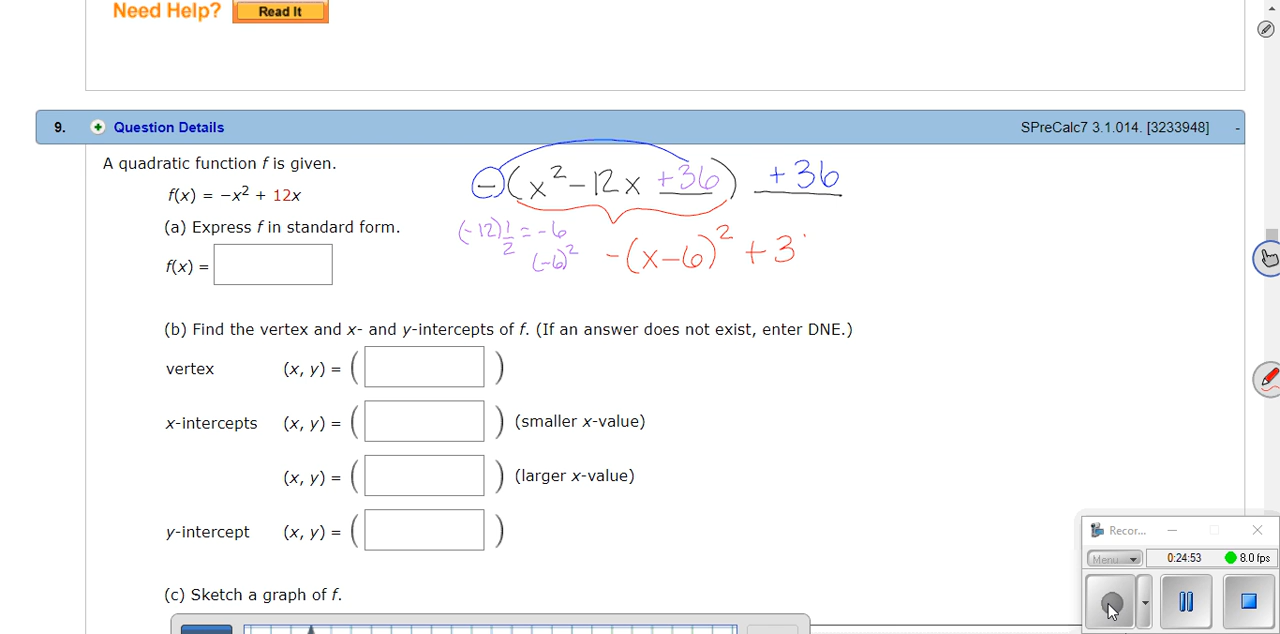 Need Help? Read It
9. + Question Details SPreCalc7 3.1.014. [3233948] -
A quadratic function f is given.
f(x) = −x² + 12x
−(x² − 12x +36) +36
(a) Express f in standard form.
(-12)½ = -6
(-6)²
-(x-6)² + 3
f(x) =
(b) Find the vertex and x- and y-intercepts of f. (If an answer does not exist, enter DNE.)
vertex (x, y) = ( )
x-intercepts (x, y) = ( ) (smaller x-value)
(x, y) = ( ) (larger x-value)
y-intercept (x, y) = ( )
Recor...
Menu 0:24:53 8.0 fps
(c) Sketch a graph of f.